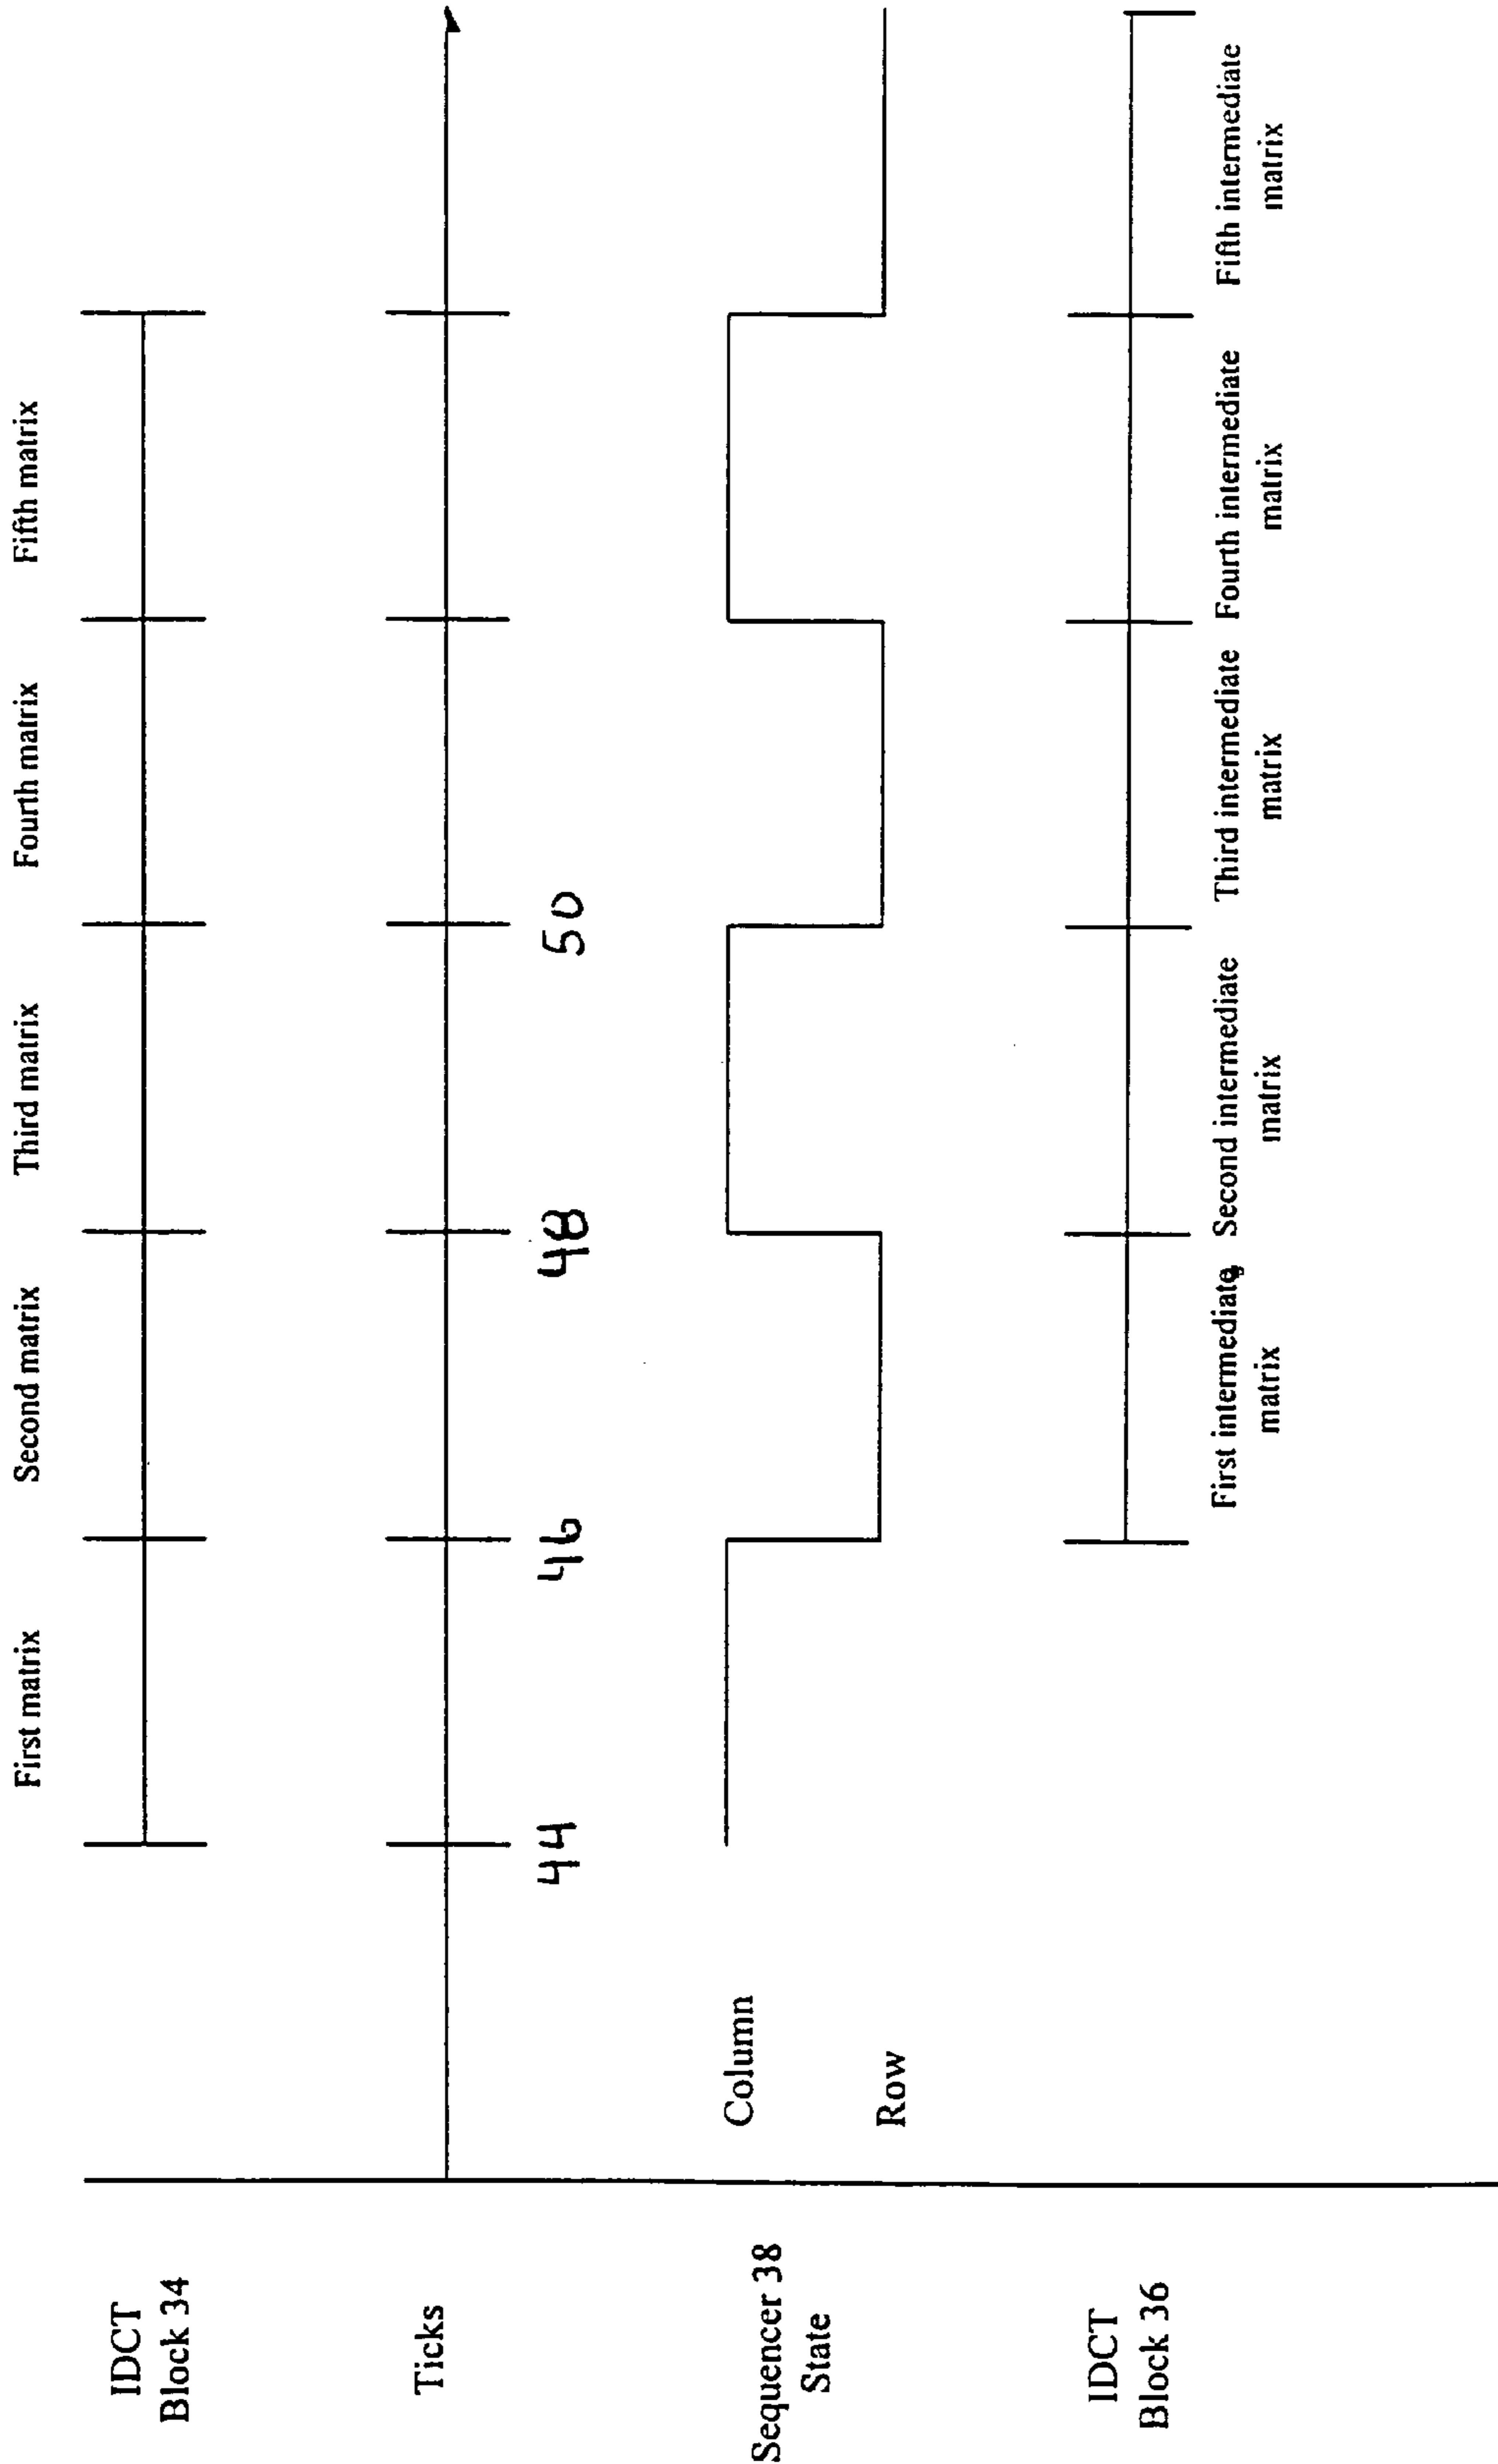 First matrix Second matrix Third matrix Fourth matrix Fifth matrix
IDCT
Block 34
Ticks
44 46 48 50
Sequencer 38
State
Column
Row
IDCT
Block 36
First intermediate Second intermediate Third intermediate Fourth intermediate Fifth intermediate
matrix matrix matrix matrix matrix